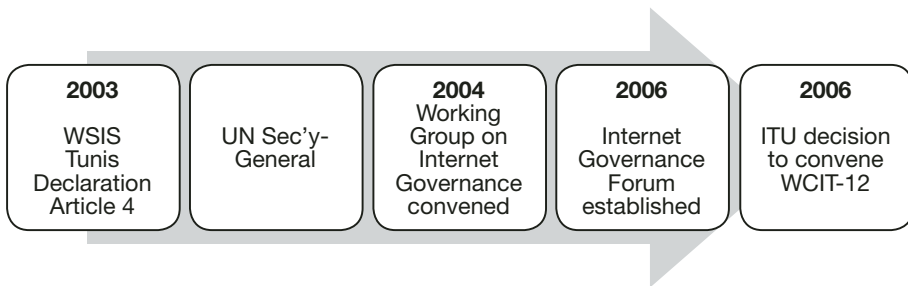 2003
WSIS
Tunis
Declaration
Article 4
UN Sec’y-
General
2004
Working
Group on
Internet
Governance
convened
2006
Internet
Governance
Forum
established
2006
ITU decision
to convene
WCIT-12